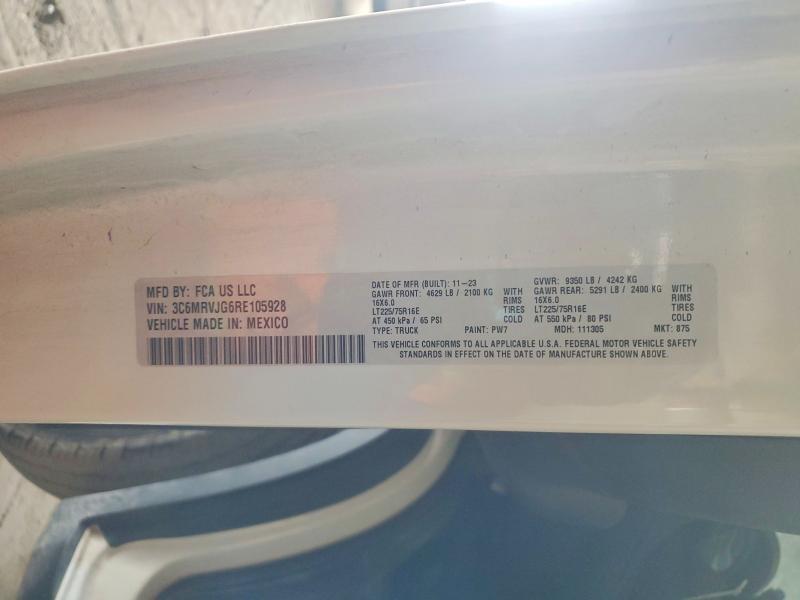 MFD BY: FCA US LLC
VIN: 3C6MRVJG6RE105928
VEHICLE MADE IN: MEXICO
DATE OF MFR (BUILT): 11-23
GAWR FRONT: 4629 LB / 2100 KG WITH
16X6.0 RIMS
LT225/75R16E TIRES
AT 450 kPa / 65 PSI COLD
TYPE: TRUCK PAINT: PW7
GVWR: 9350 LB / 4242 KG
GAWR REAR: 5291 LB / 2400 KG WITH
16X6.0 RIMS
LT225/75R16E TIRES
AT 550 kPa / 80 PSI COLD
MDH: 111305 MKT: 875
THIS VEHICLE CONFORMS TO ALL APPLICABLE U.S.A. FEDERAL MOTOR VEHICLE SAFETY
STANDARDS IN EFFECT ON THE DATE OF MANUFACTURE SHOWN ABOVE.